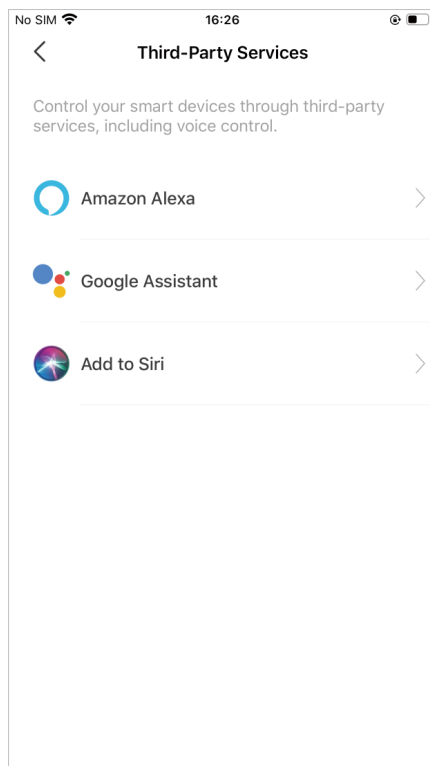 No SIM 16:26
Third-Party Services
Control your smart devices through third-party
services, including voice control.
Amazon Alexa
Google Assistant
Add to Siri